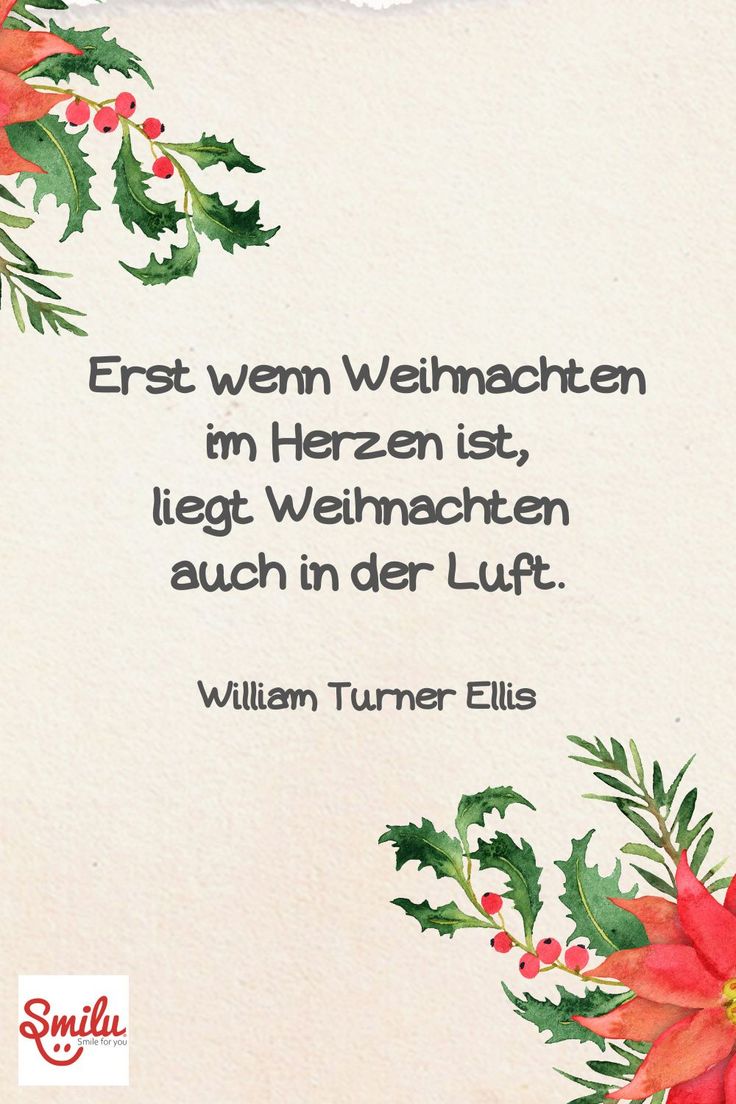 Erst wenn Weihnachten
im Herzen ist,
liegt Weihnachten
auch in der Luft.
William Turner Ellis
Smilu
Smile for you